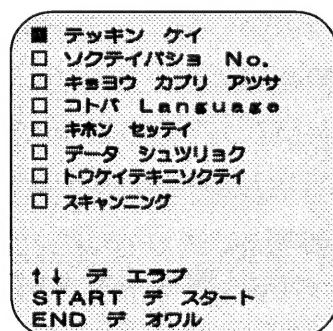 ■ テッキン ケイ
□ ソクテイバショ No.
□ キョヨウ カブリ アツサ
□ コトバ Language
□ キホン セッテイ
□ データ シュツリョク
□ トウケイテキニソクテイ
□ スキャンニング
↑↓ デ エラブ
START デ スタート
END デ オワル